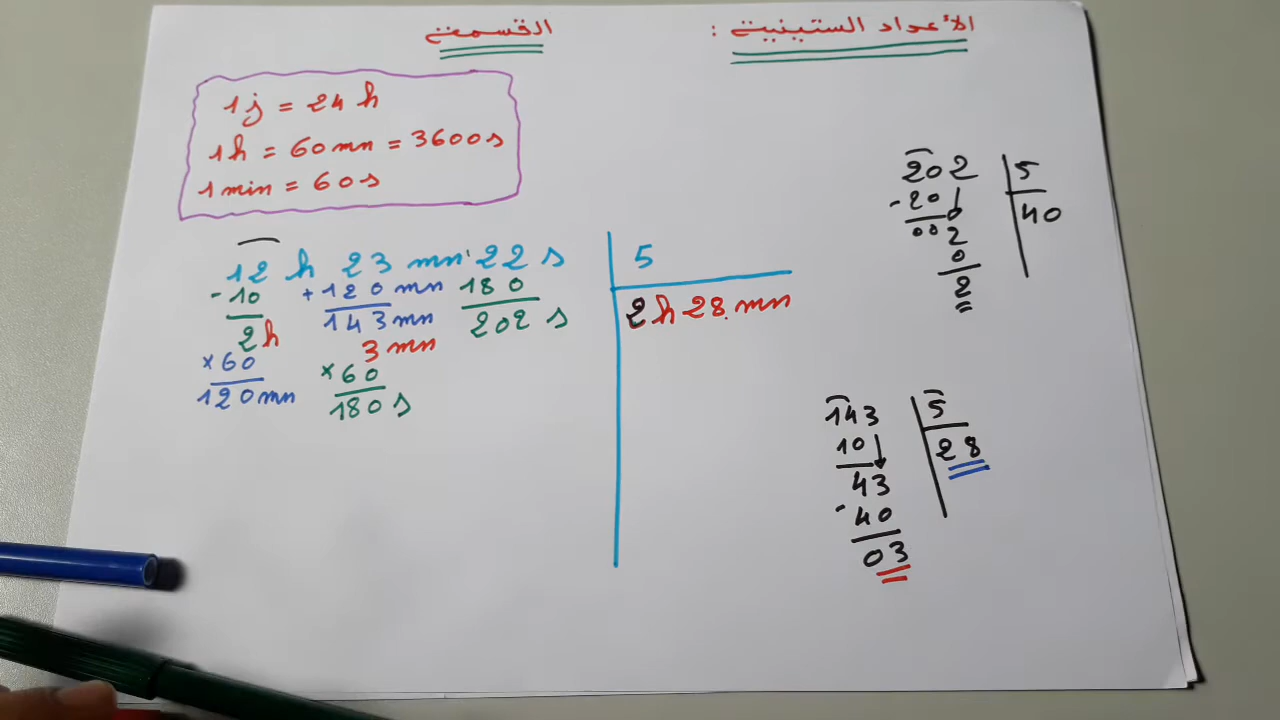 الأعداد الستينية : القسمة
1j = 24 h
1h = 60 mn = 3600 s
1 min = 60 s
12 h 23 mn 22 s 5
- 10 + 120 mn 180 2h 28 mn
2h 143 mn 202 s
3 mn
× 60 × 60
120 mn 180 s
202 5
- 20 40
002
0
2
143 5
10 28
43
- 40
03